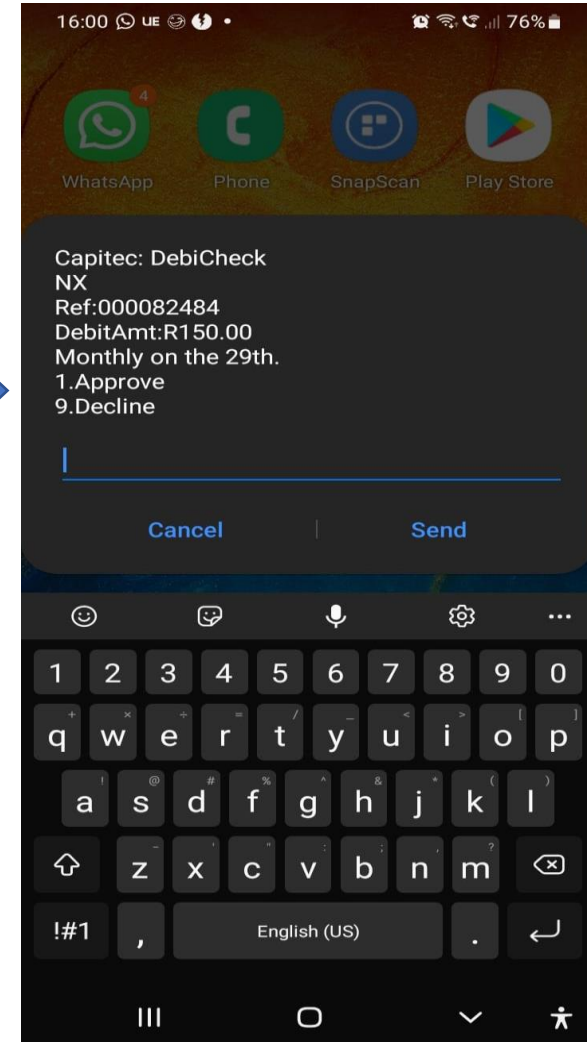 16:00 UE 76%
4
WhatsApp Phone SnapScan Play Store
Capitec: DebiCheck
NX
Ref:000082484
DebitAmt:R150.00
Monthly on the 29th.
1.Approve
9.Decline
Cancel Send
1 2 3 4 5 6 7 8 9 0
+ × ÷ = / _ < > [ ]
q w e r t y u i o p
! @ # % ^ & * ( )
a s d f g h j k l
- ' " : ; , ?
z x c v b n m
!#1 , English (US) .